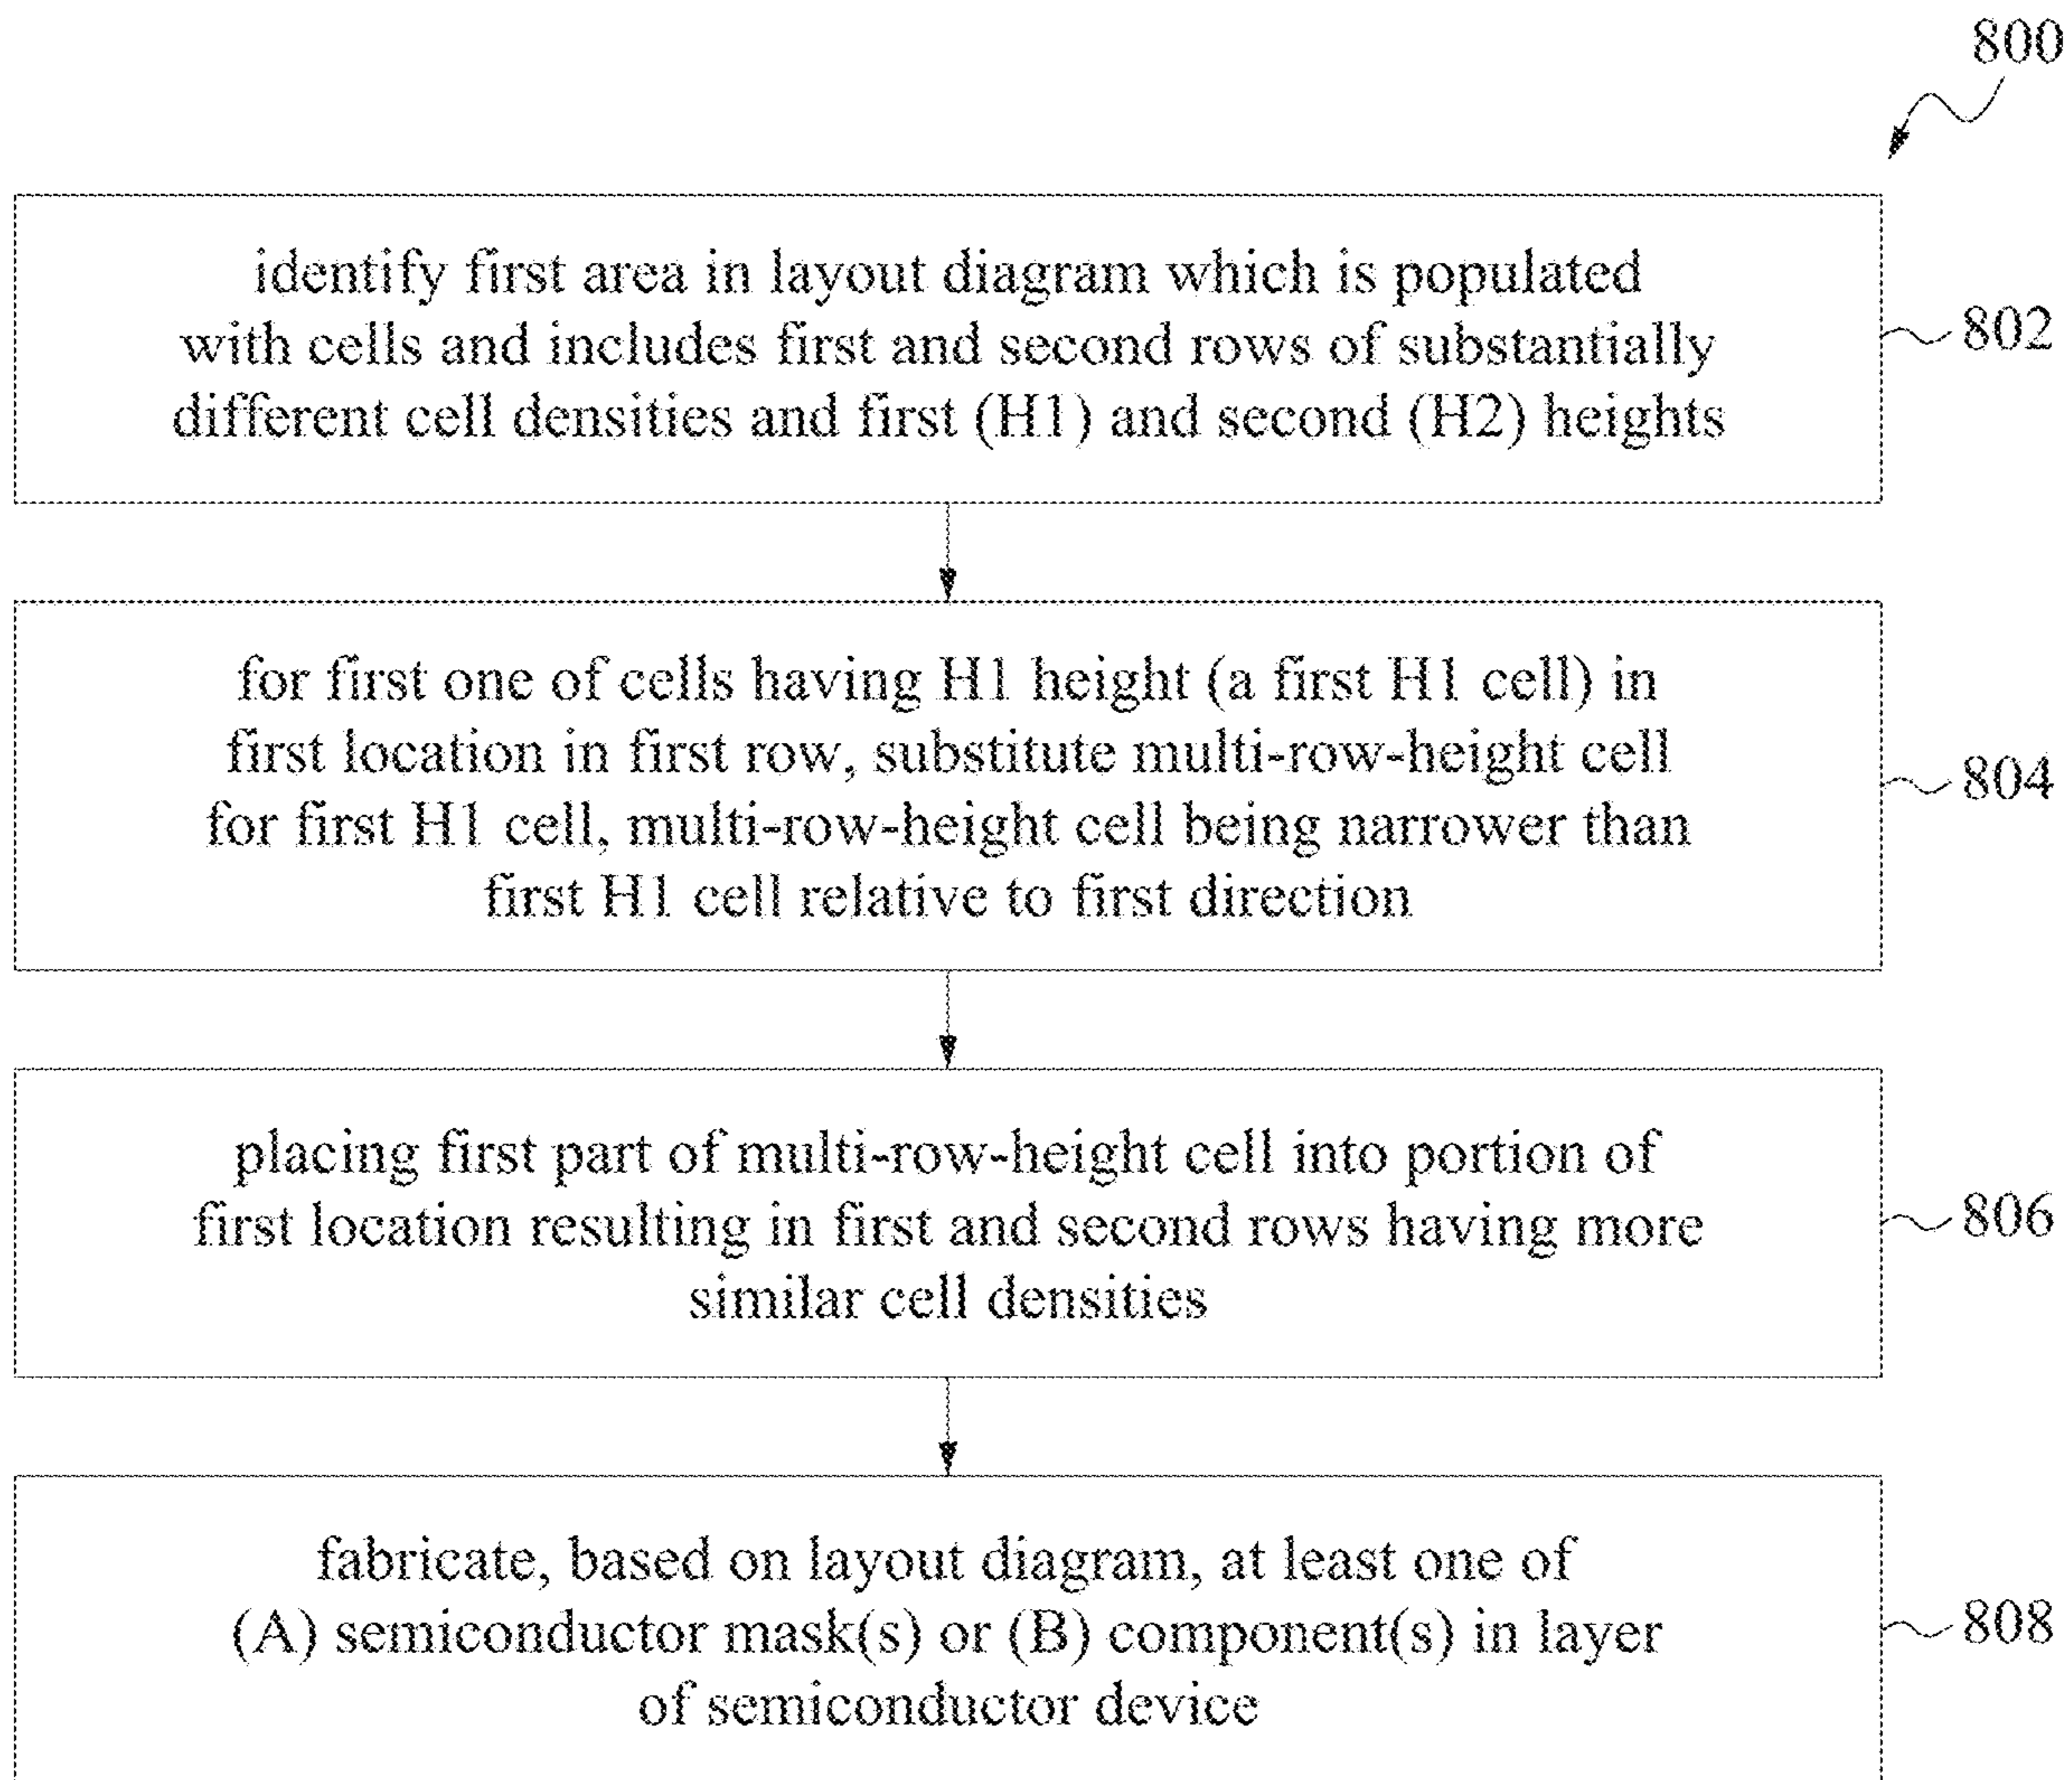 800
identify first area in layout diagram which is populated
with cells and includes first and second rows of substantially
different cell densities and first (H1) and second (H2) heights
802
for first one of cells having H1 height (a first H1 cell) in
first location in first row, substitute multi-row-height cell
for first H1 cell, multi-row-height cell being narrower than
first H1 cell relative to first direction
804
placing first part of multi-row-height cell into portion of
first location resulting in first and second rows having more
similar cell densities
806
fabricate, based on layout diagram, at least one of
(A) semiconductor mask(s) or (B) component(s) in layer
of semiconductor device
808